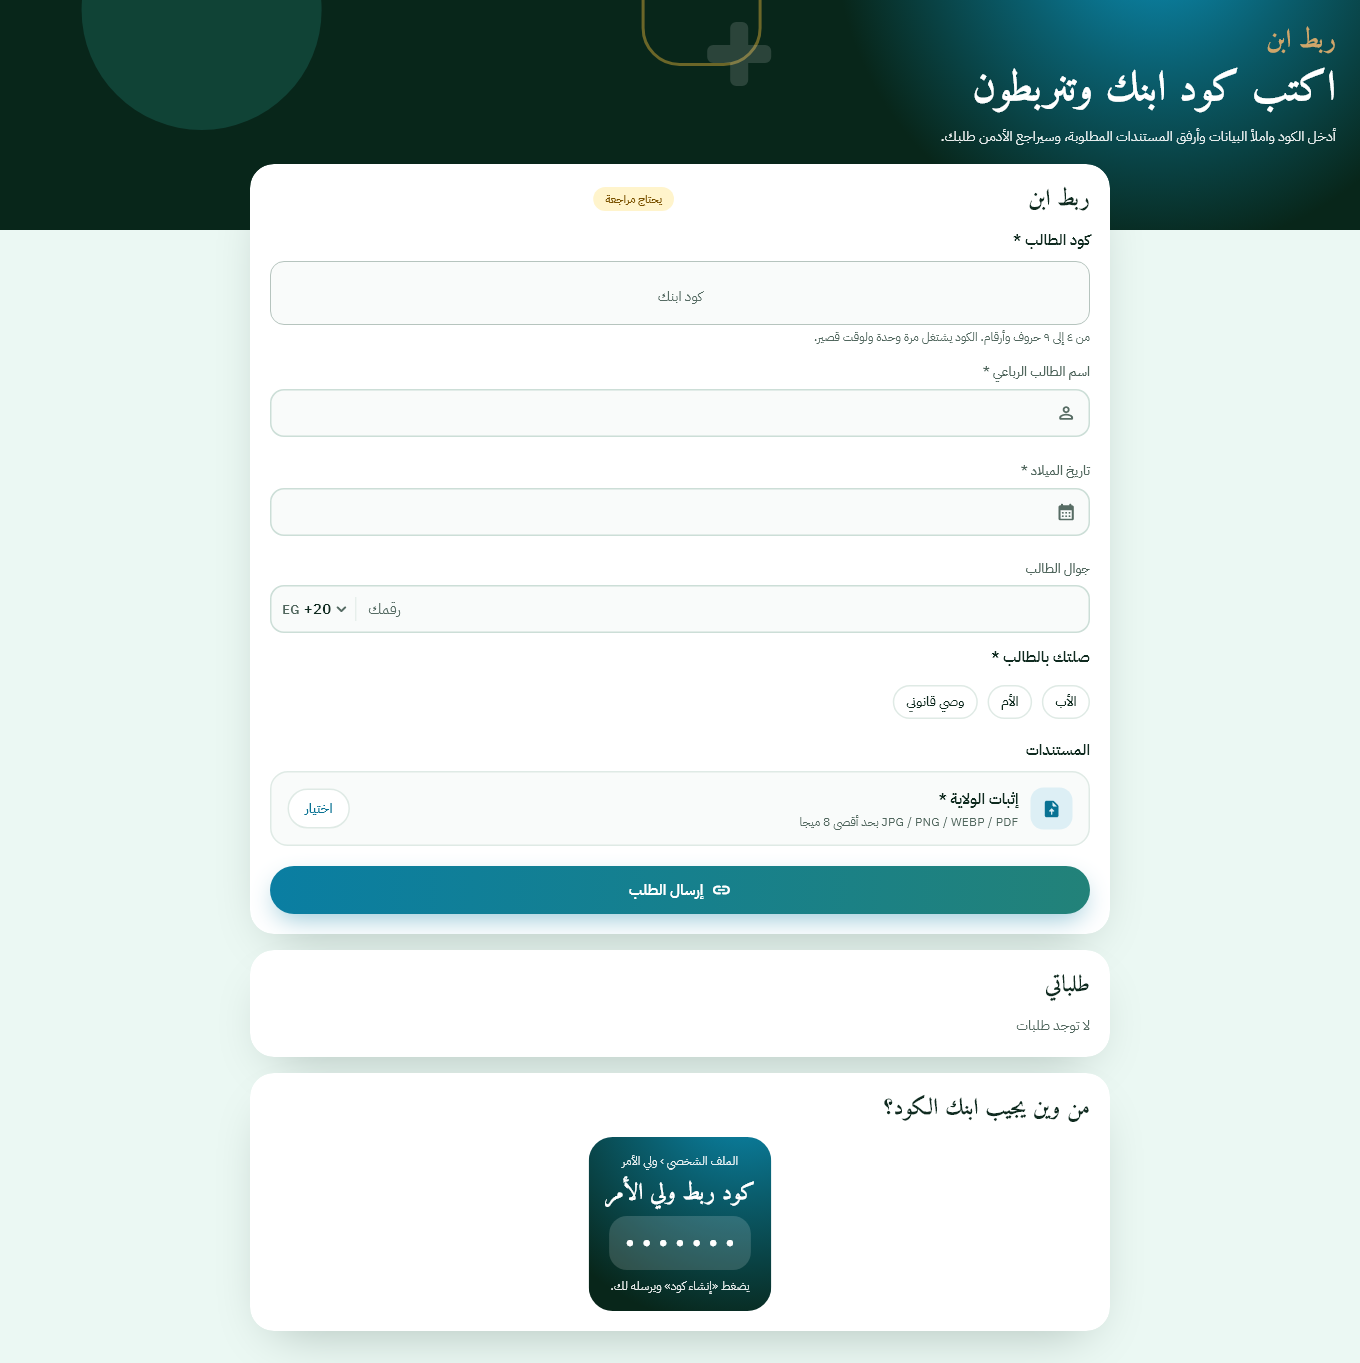 ربط ابن
اكتب كود ابنك وتنربطون
أدخل الكود واملأ البيانات وأرفق المستندات المطلوبة، وسيراجع الأدمن طلبك.
ربط ابن
يحتاج مراجعة
كود الطالب *
كود ابنك
من ٤ إلى ٩ حروف وأرقام. الكود يشتغل مرة وحدة ولوقت قصير.
اسم الطالب الرباعي *
تاريخ الميلاد *
جوال الطالب
رقمك
EG +20
صلتك بالطالب *
الأب
الأم
وصي قانوني
المستندات
إثبات الولاية *
JPG / PNG / WEBP / PDF بحد أقصى 8 ميجا
اختيار
إرسال الطلب
طلباتي
لا توجد طلبات
من وين يجيب ابنك الكود؟
الملف الشخصي › ولي الأمر
كود ربط ولي الأمر
•••••••
يضغط «إنشاء كود» ويرسله لك.